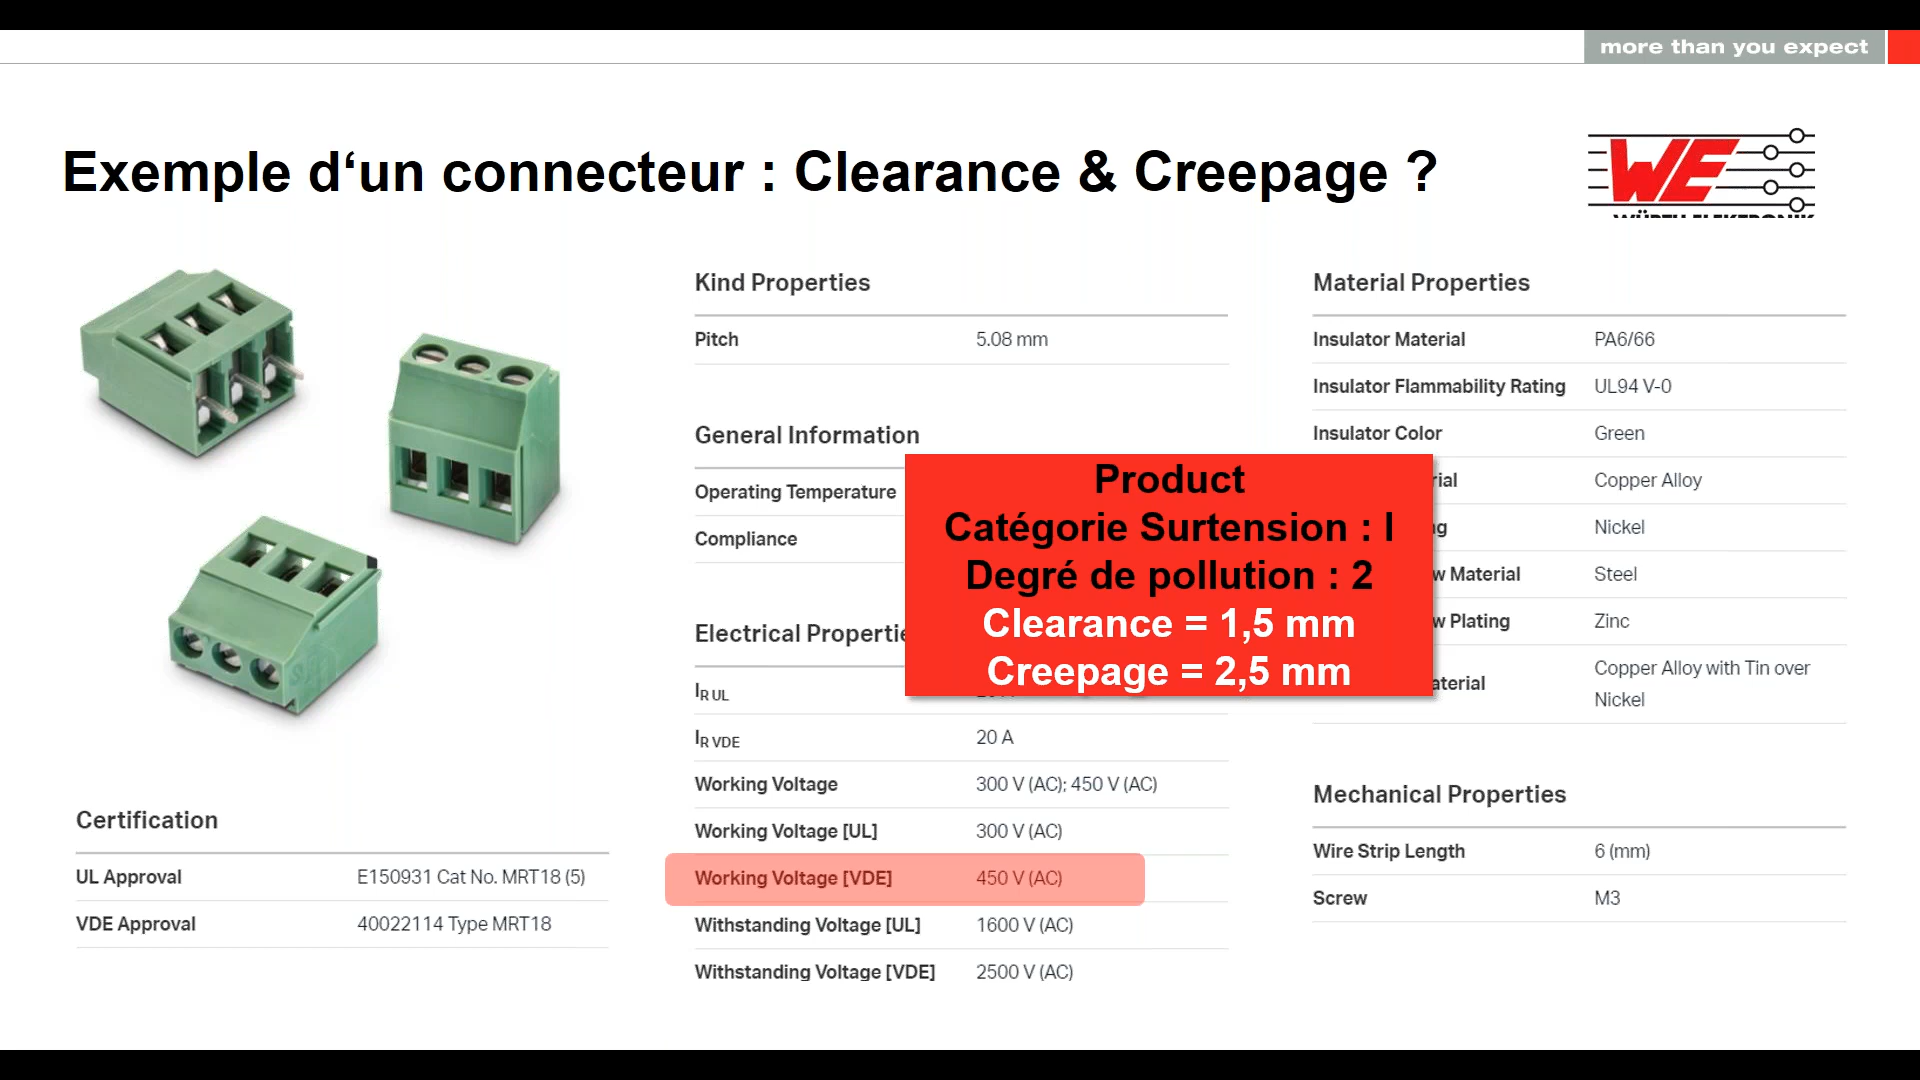 more than you expect
Exemple d‘un connecteur : Clearance & Creepage ?
WE
WÜRTH ELEKTRONIK
Kind Properties
Pitch 5.08 mm
General Information
Operating Temperature
Compliance
Electrical Propertie
IR UL
IR VDE 20 A
Working Voltage 300 V (AC); 450 V (AC)
Working Voltage [UL] 300 V (AC)
Working Voltage [VDE] 450 V (AC)
Withstanding Voltage [UL] 1600 V (AC)
Withstanding Voltage [VDE] 2500 V (AC)
Product
Catégorie Surtension : I
Degré de pollution : 2
Clearance = 1,5 mm
Creepage = 2,5 mm
Material Properties
Insulator Material PA6/66
Insulator Flammability Rating UL94 V-0
Insulator Color Green
rial Copper Alloy
ng Nickel
w Material Steel
w Plating Zinc
aterial Copper Alloy with Tin over
Nickel
Mechanical Properties
Wire Strip Length 6 (mm)
Screw M3
Certification
UL Approval E150931 Cat No. MRT18 (5)
VDE Approval 40022114 Type MRT18